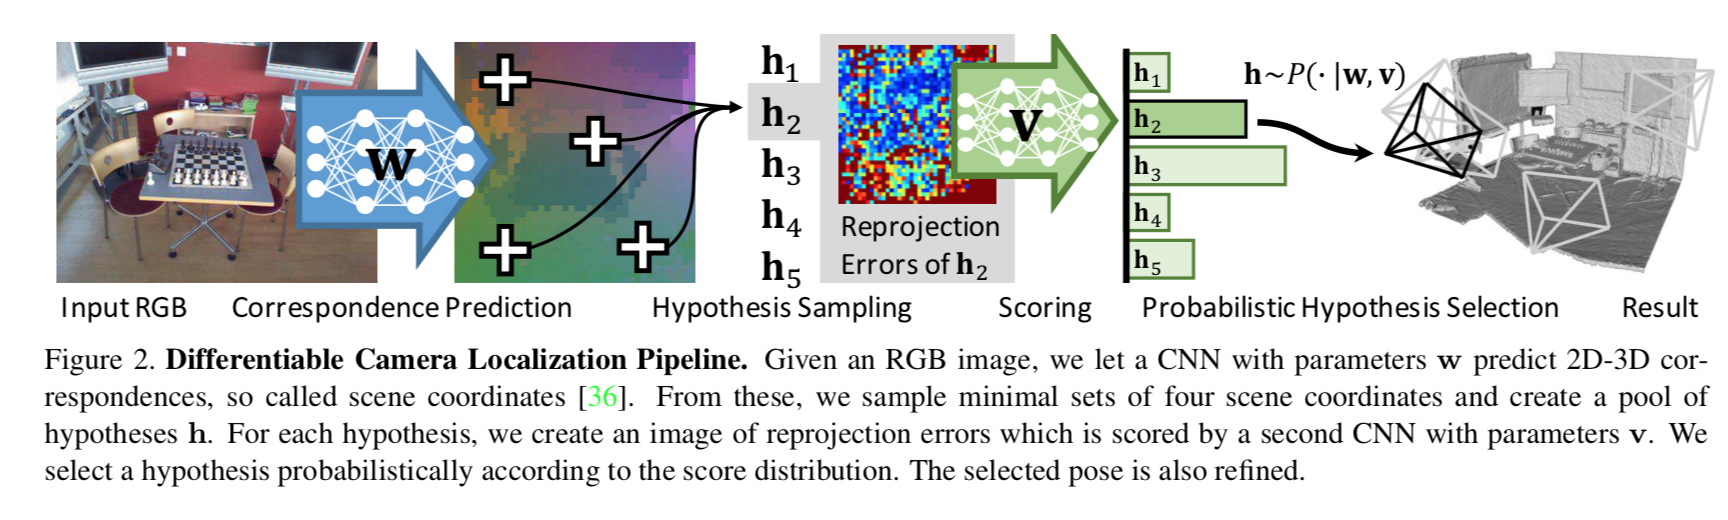 h1
h2
h3
h4
h5
w
Reprojection
Errors of h2
v
h1
h2
h3
h4
h5
h~P(· |w, v)
Input RGB Correspondence Prediction Hypothesis Sampling Scoring Probabilistic Hypothesis Selection Result
Figure 2. Differentiable Camera Localization Pipeline. Given an RGB image, we let a CNN with parameters w predict 2D-3D cor-
respondences, so called scene coordinates [36]. From these, we sample minimal sets of four scene coordinates and create a pool of
hypotheses h. For each hypothesis, we create an image of reprojection errors which is scored by a second CNN with parameters v. We
select a hypothesis probabilistically according to the score distribution. The selected pose is also refined.